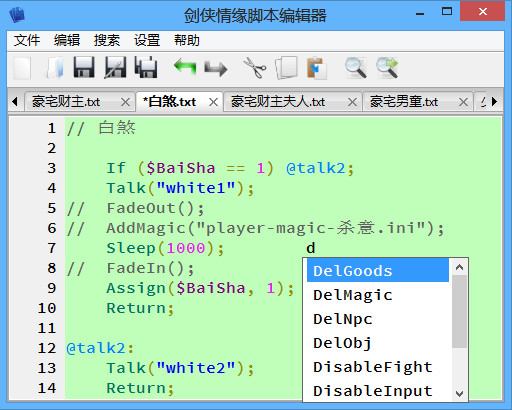 剑侠情缘脚本编辑器
文件 编辑 搜索 设置 帮助
豪宅财主.txt *白煞.txt 豪宅财主夫人.txt 豪宅男童.txt
1 // 白煞
2
3 If ($BaiSha == 1) @talk2;
4 Talk("white1");
5 // FadeOut();
6 // AddMagic("player-magic-杀意.ini");
7 Sleep(1000); d
8 // FadeIn();
9 Assign($BaiSha, 1);
10 Return;
11
12 @talk2:
13 Talk("white2");
14 Return;
DelGoods
DelMagic
DelNpc
DelObj
DisableFight
DisableInput